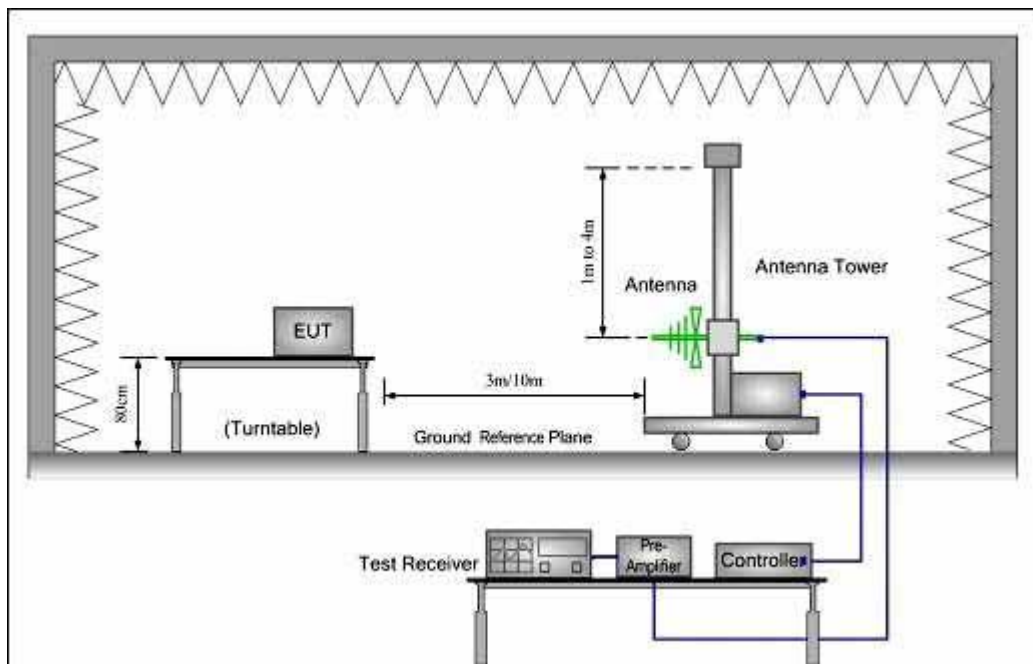 1m to 4m
Antenna
Antenna Tower
EUT
80cm
3m/10m
(Turntable)
Ground Reference Plane
Test Receiver
Pre-
Amplifier
Controller